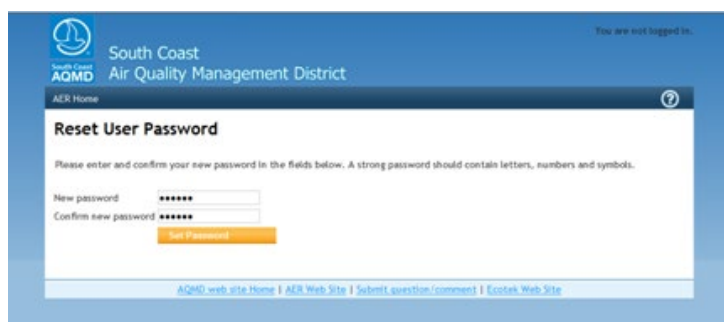 You are not logged in.
South Coast
AQMD
South Coast
Air Quality Management District
AER Home
?
Reset User Password
Please enter and confirm your new password in the fields below. A strong password should contain letters, numbers and symbols.
New password ••••••
Confirm new password ••••••
Set Password
AQMD web site Home | AER Web Site | Submit question/comment | Ecotek Web Site